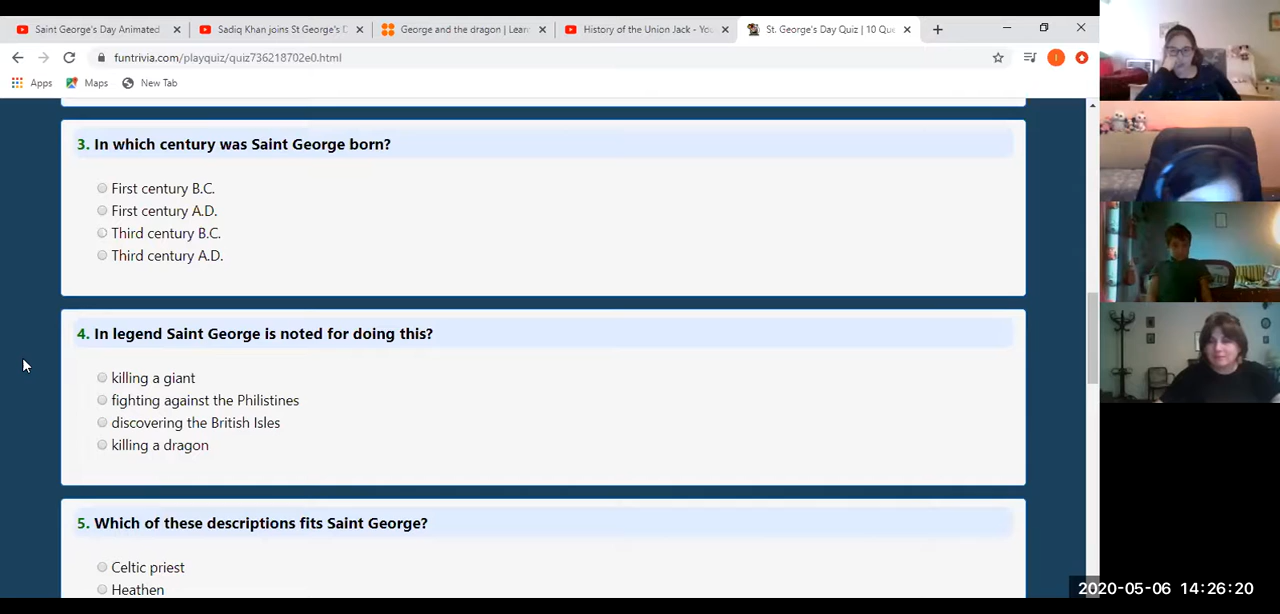 Saint George's Day Animated
Sadiq Khan joins St George's D
George and the dragon | Learn
History of the Union Jack - You
St. George's Day Quiz | 10 Que
funtrivia.com/playquiz/quiz736218702e0.html
I
Apps
Maps
New Tab
3. In which century was Saint George born?
First century B.C.
First century A.D.
Third century B.C.
Third century A.D.
4. In legend Saint George is noted for doing this?
killing a giant
fighting against the Philistines
discovering the British Isles
killing a dragon
5. Which of these descriptions fits Saint George?
Celtic priest
Heathen
2020-05-06 14:26:20